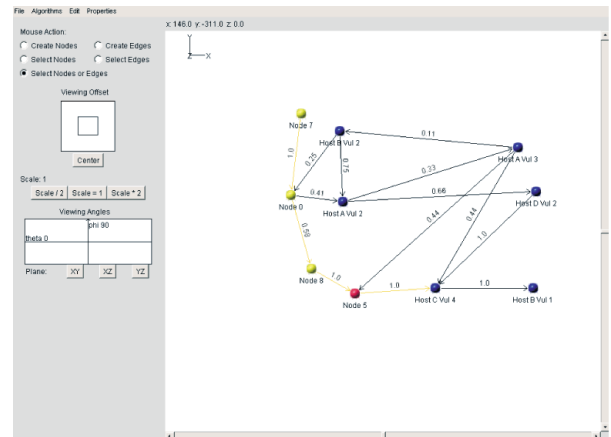 File Algorithms Edit Properties
x: 146.0 y: -311.0 z: 0.0
Mouse Action:
Create Nodes Create Edges
Select Nodes Select Edges
Select Nodes or Edges
Viewing Offset
Center
Scale: 1
Scale / 2 Scale = 1 Scale * 2
Viewing Angles
phi 90
theta 0
Plane: XY XZ YZ
Y
Z X
Node 7
Host B Vul 2
0.11
Host A Vul 3
1.0
0.25
0.75
0.33
Node 0
0.41
Host A Vul 2
0.66
Host D Vul 2
0.44
0.44
1.0
0.58
Node 8
1.0
Node 5
1.0
Host C Vul 4
1.0
Host B Vul 1